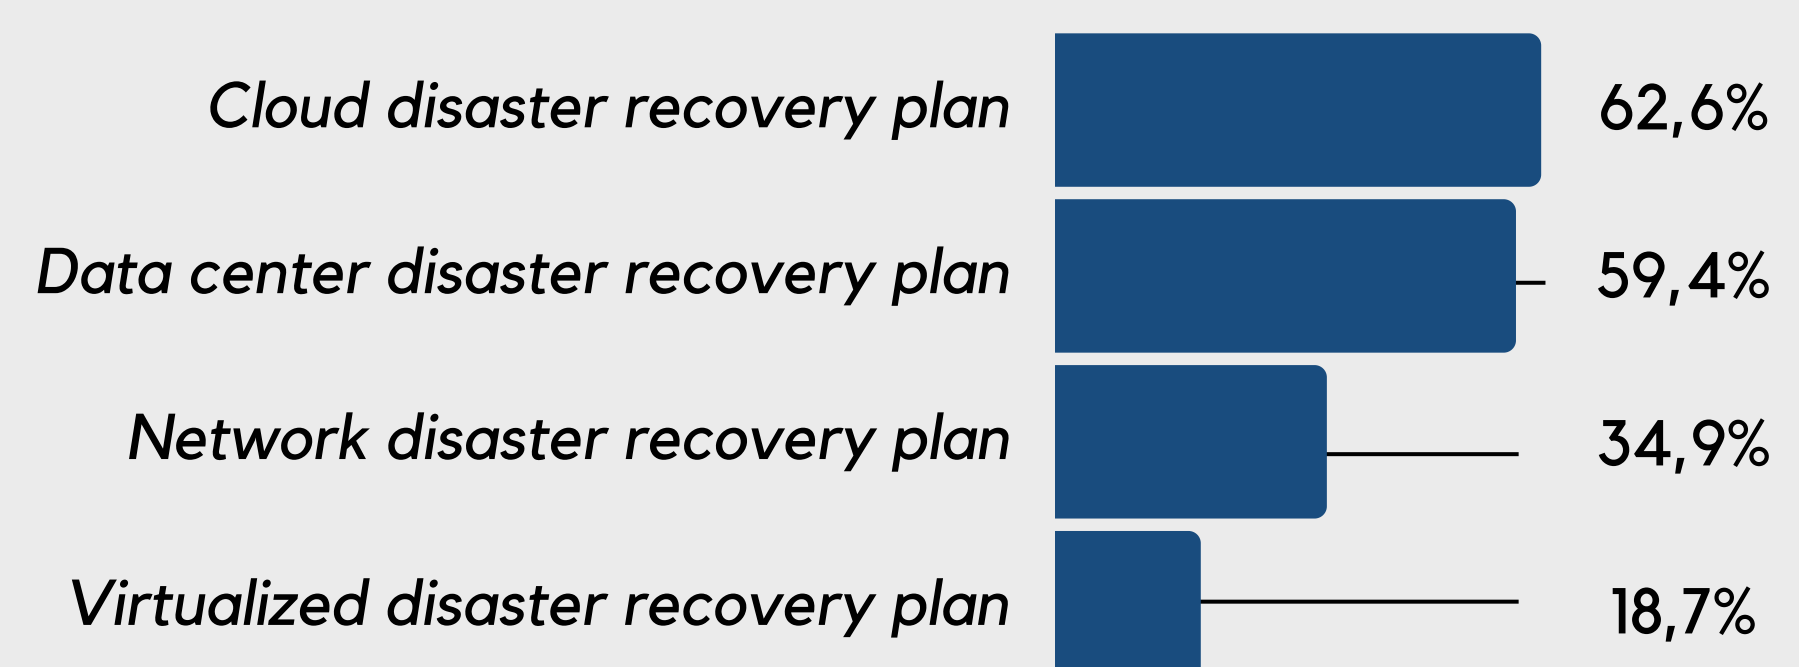 Cloud disaster recovery plan 62,6%
Data center disaster recovery plan 59,4%
Network disaster recovery plan 34,9%
Virtualized disaster recovery plan 18,7%